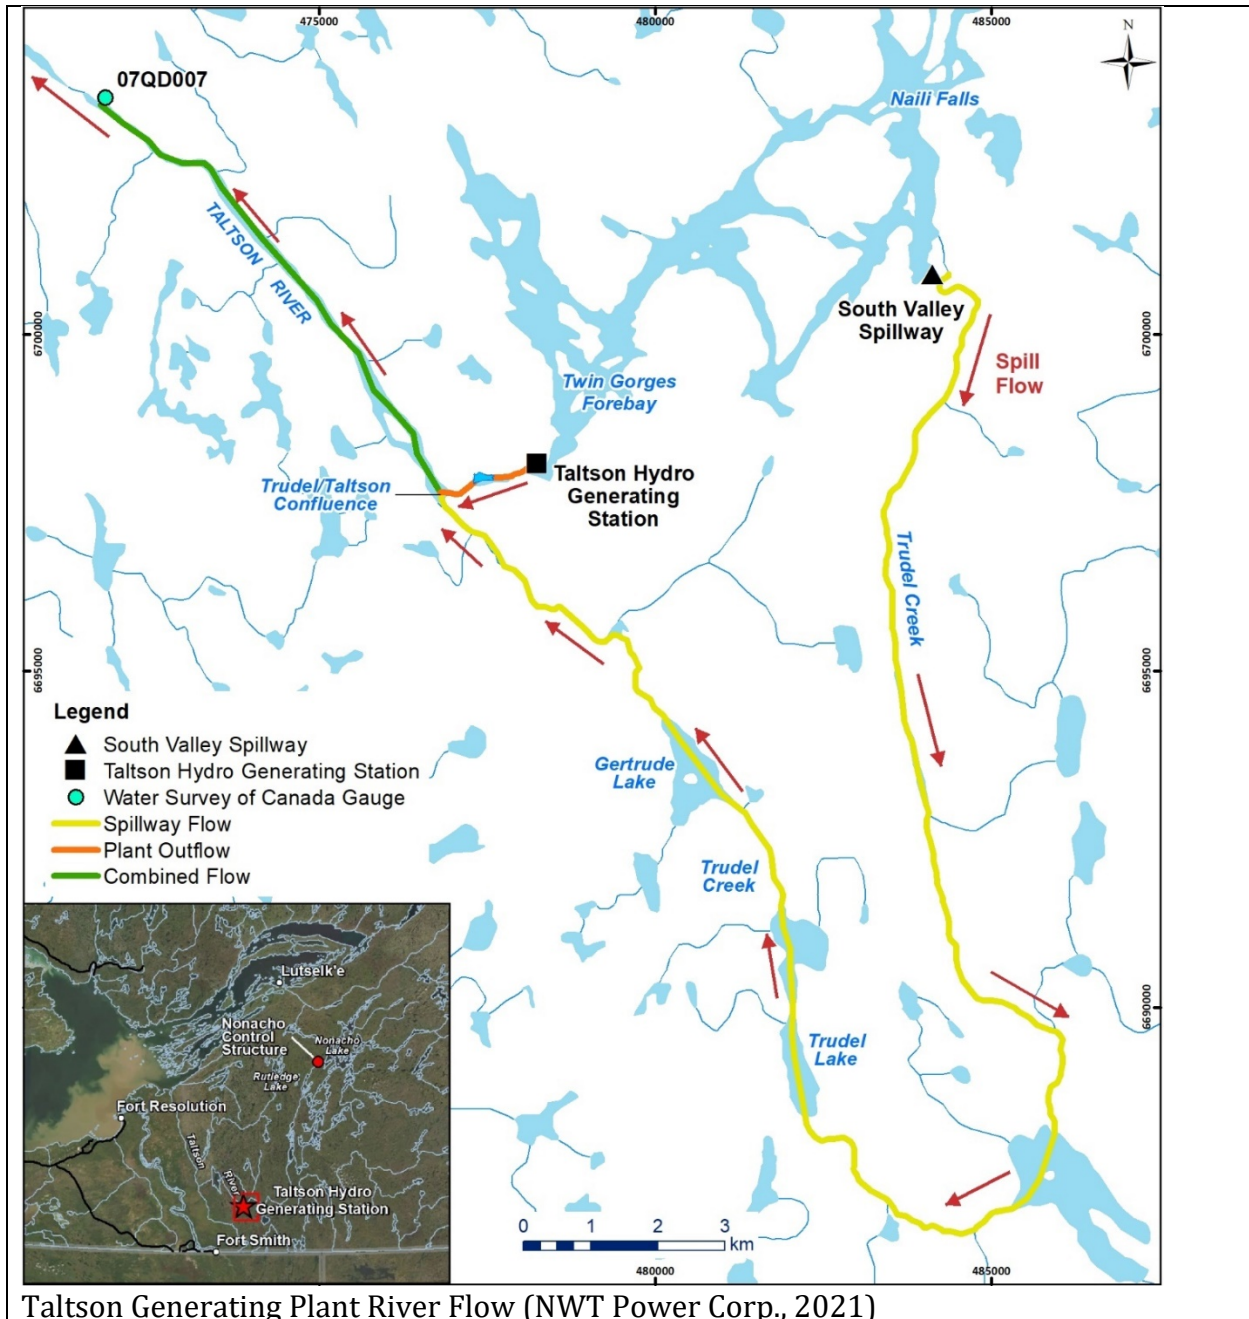 475000
480000
485000
N
07QD007
Naili Falls
TALTSON
RIVER
South Valley
Spillway
6700000
6700000
Spill
Flow
Twin Gorges
Forebay
Trudel/Taltson
Confluence
Taltson Hydro
Generating
Station
Trudel Creek
6695000
6695000
Legend
South Valley Spillway
Taltson Hydro Generating Station
Water Survey of Canada Gauge
Spillway Flow
Plant Outflow
Combined Flow
Gertrude
Lake
Trudel
Creek
Trudel
Lake
6690000
Lutselk'e
Nonacho
Control
Structure
Nonacho
Lake
Rutledge
Lake
Fort Resolution
Taltson
River
Taltson Hydro
Generating Station
Fort Smith
0 1 2 3
km
480000
485000
Taltson Generating Plant River Flow (NWT Power Corp., 2021)